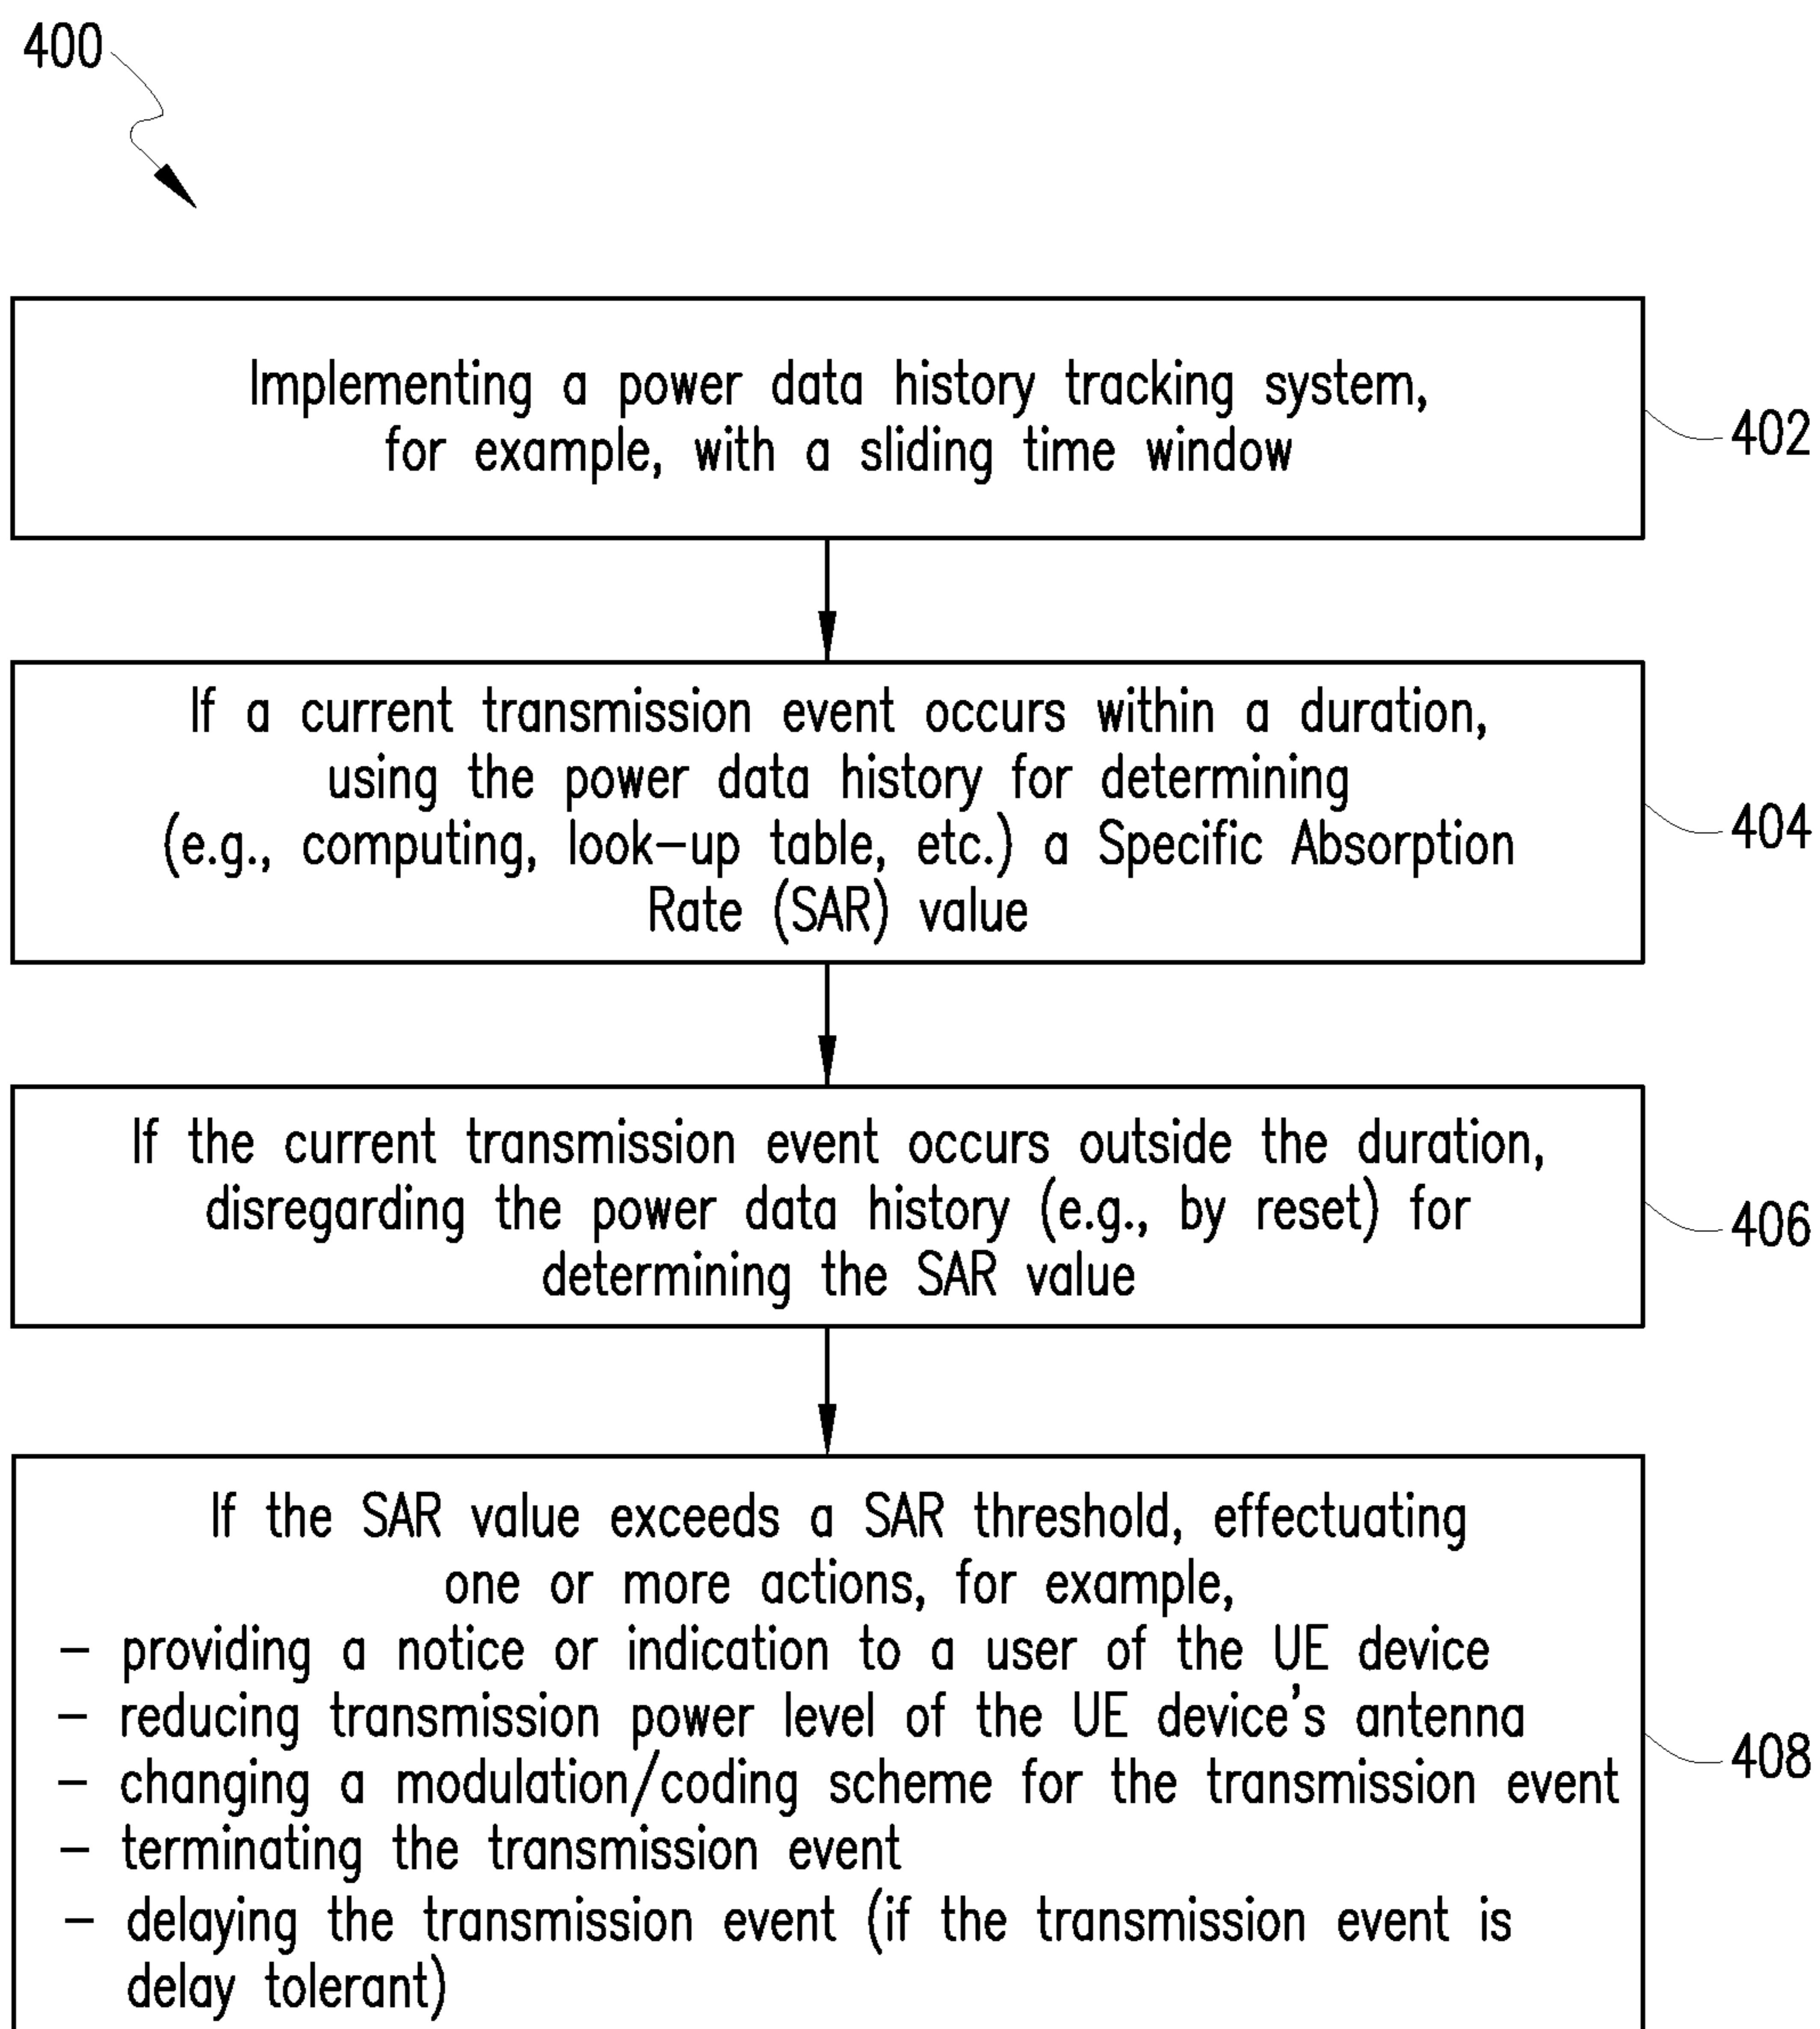 400
Implementing a power data history tracking system,
for example, with a sliding time window
402
If a current transmission event occurs within a duration,
using the power data history for determining
(e.g., computing, look-up table, etc.) a Specific Absorption
Rate (SAR) value
404
If the current transmission event occurs outside the duration,
disregarding the power data history (e.g., by reset) for
determining the SAR value
406
If the SAR value exceeds a SAR threshold, effectuating
one or more actions, for example,
- providing a notice or indication to a user of the UE device
- reducing transmission power level of the UE device's antenna
- changing a modulation/coding scheme for the transmission event
- terminating the transmission event
- delaying the transmission event (if the transmission event is
delay tolerant)
408